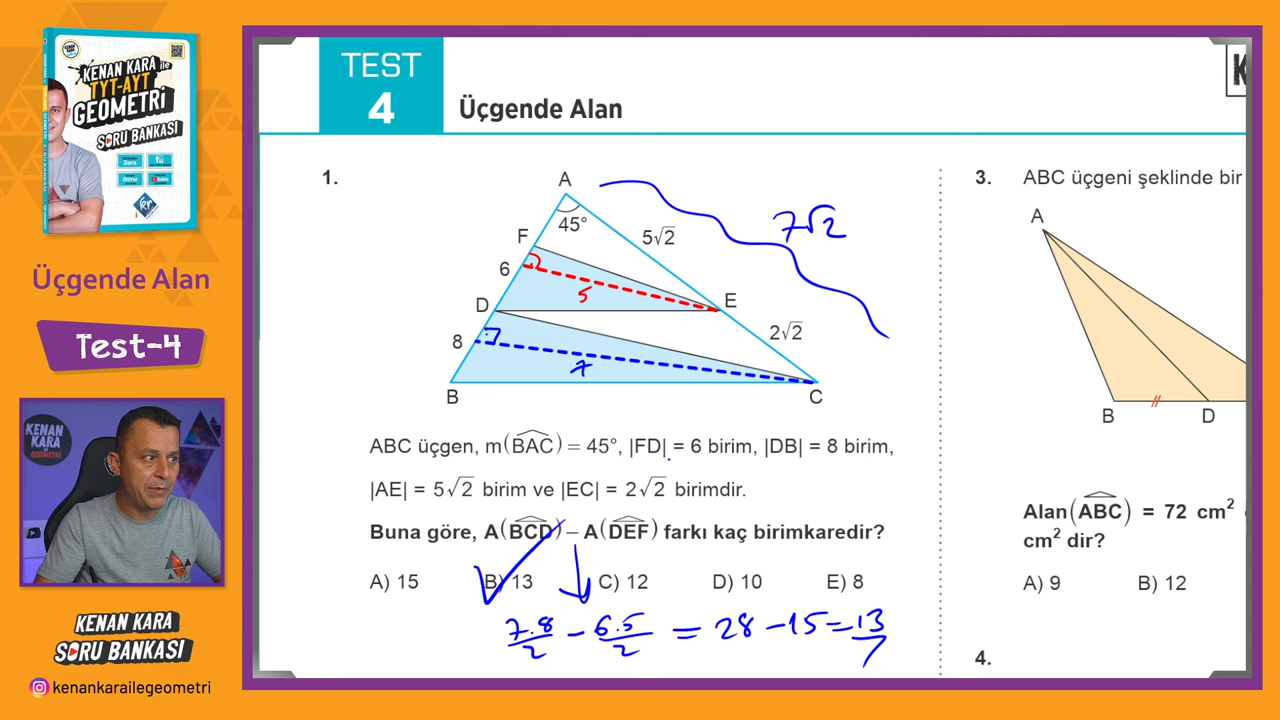 KENAN KARA ile
TYT-AYT
GEOMETRİ
SORU BANKASI
Üçgende Alan
Test-4
KENAN
KARA
KENAN KARA
SORU BANKASI
kenankarailegeometri
TEST
4
Üçgende Alan
K
1.
A
45°
F
5√2
7√2
6
5
D
E
8
2√2
7
B
C
ABC üçgen, m(BAC) = 45°, |FD| = 6 birim, |DB| = 8 birim,
|AE| = 5√2 birim ve |EC| = 2√2 birimdir.
Buna göre, A(BCD) – A(DEF) farkı kaç birimkaredir?
A) 15 B) 13 C) 12 D) 10 E) 8
7.8/2 – 6.5/2 = 28 – 15 = 13
3.
ABC üçgeni şeklinde bir
A
B
D
Alan(ABC) = 72 cm²
cm² dir?
A) 9 B) 12
4.